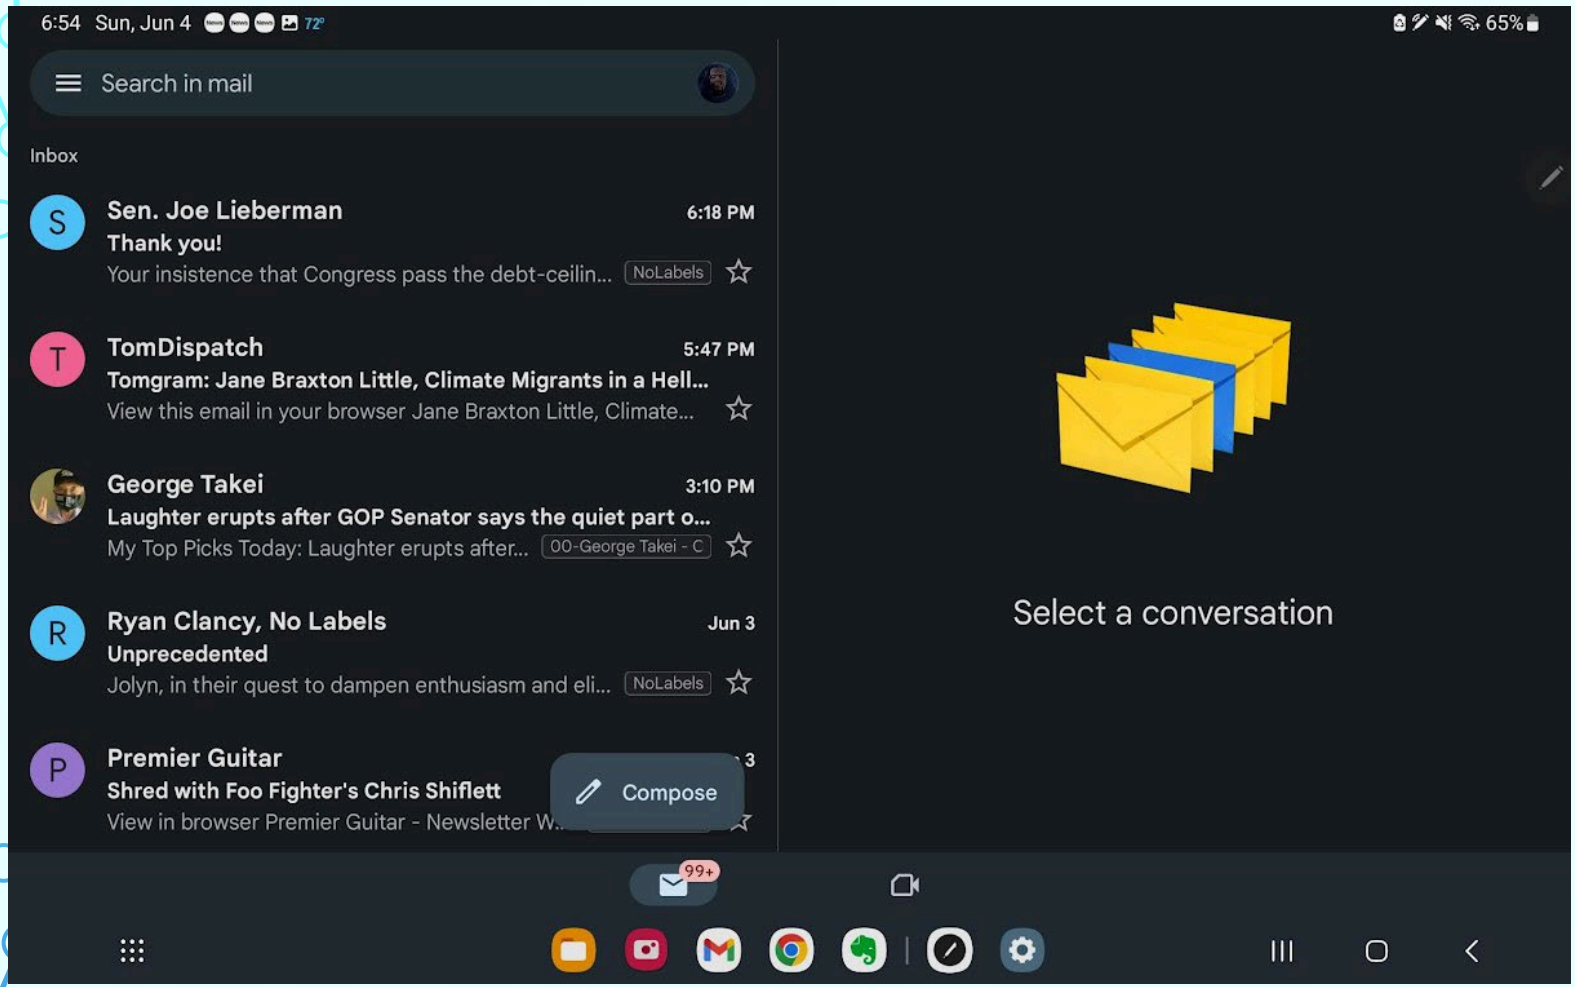 6:54 Sun, Jun 4 News News News 72° 65%
Search in mail
Inbox
S Sen. Joe Lieberman 6:18 PM
Thank you!
Your insistence that Congress pass the debt-ceilin... NoLabels
T TomDispatch 5:47 PM
Tomgram: Jane Braxton Little, Climate Migrants in a Hell...
View this email in your browser Jane Braxton Little, Climate...
George Takei 3:10 PM
Laughter erupts after GOP Senator says the quiet part o...
My Top Picks Today: Laughter erupts after... 00-George Takei - C
R Ryan Clancy, No Labels Jun 3
Unprecedented
Jolyn, in their quest to dampen enthusiasm and eli... NoLabels
P Premier Guitar 3
Shred with Foo Fighter's Chris Shiflett
View in browser Premier Guitar - Newsletter W...
Compose
Select a conversation
99+